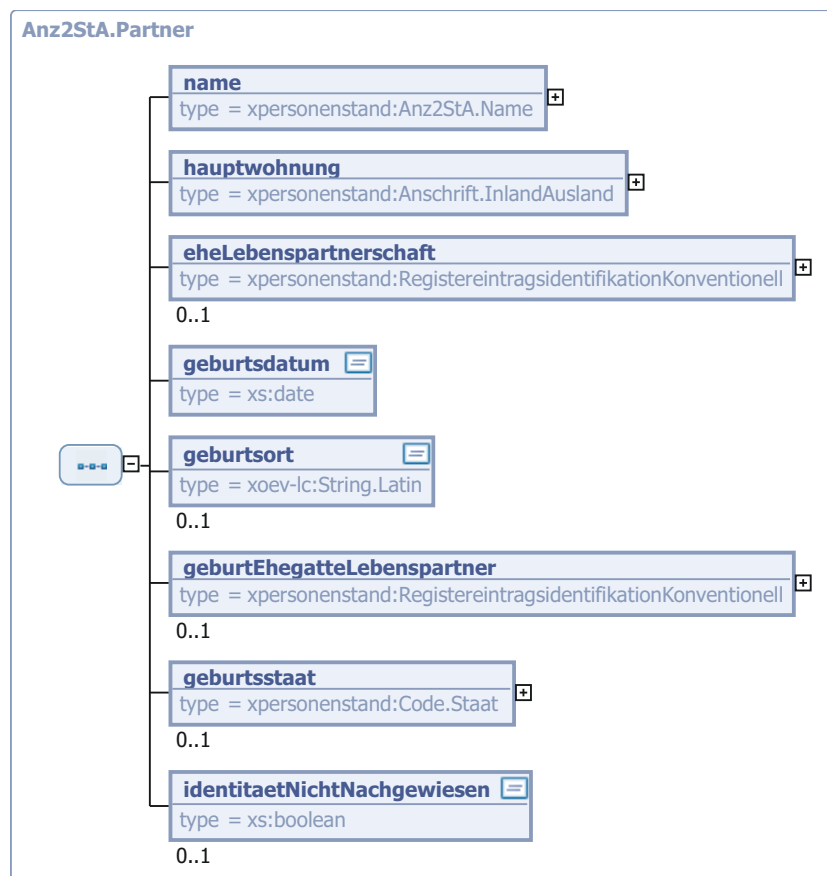 Anz2StA.Partner
name
type = xpersonenstand:Anz2StA.Name
hauptwohnung
type = xpersonenstand:Anschrift.InlandAusland
eheLebenspartnerschaft
type = xpersonenstand:RegistereintragsidentifikationKonventionell
0..1
geburtsdatum
type = xs:date
geburtsort
type = xoev-lc:String.Latin
0..1
geburtEhegatteLebenspartner
type = xpersonenstand:RegistereintragsidentifikationKonventionell
0..1
geburtsstaat
type = xpersonenstand:Code.Staat
0..1
identitaetNichtNachgewiesen
type = xs:boolean
0..1